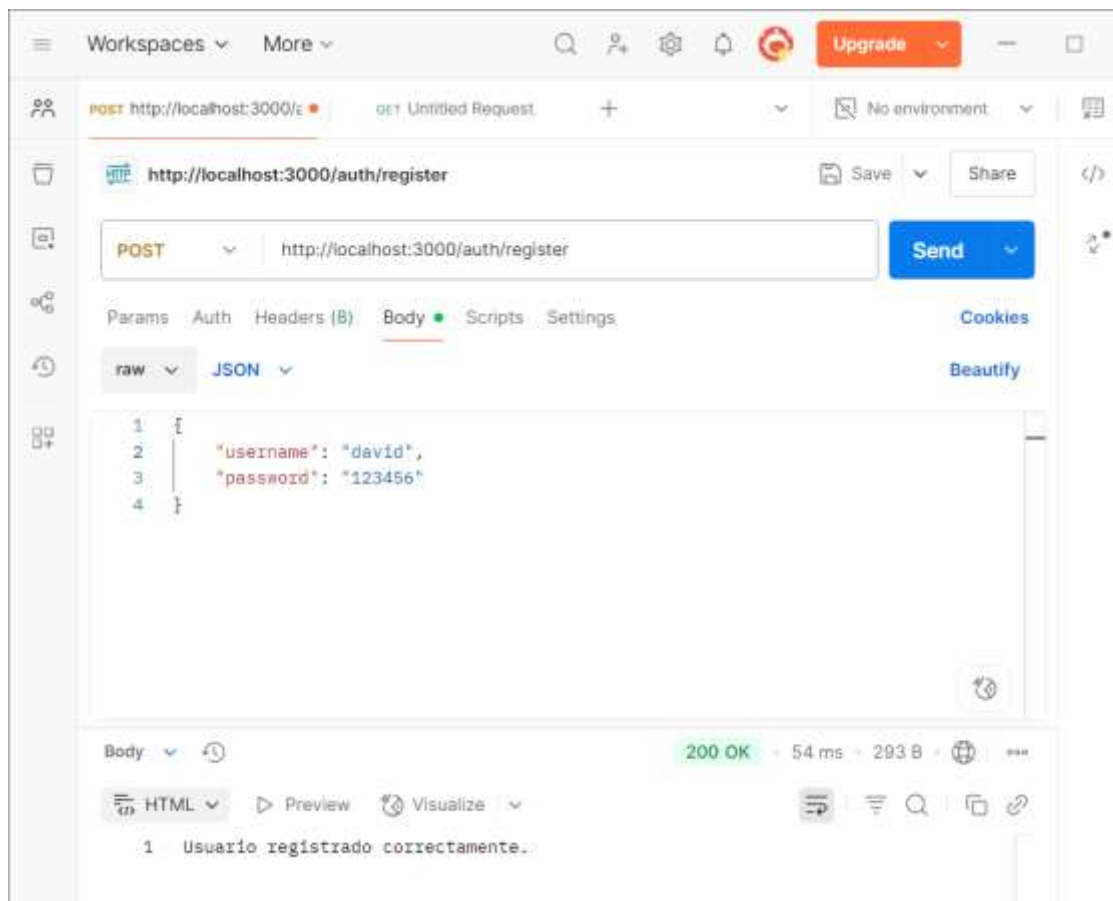 Workspaces More Upgrade
POST http://localhost:3000/a GET Untitled Request No environment
HTTP http://localhost:3000/auth/register Save Share
POST http://localhost:3000/auth/register Send
Params Auth Headers (8) Body Scripts Settings Cookies
raw JSON Beautify
1 {
2 "username": "david",
3 "password": "123456"
4 }
Body 200 OK 54 ms 293 B
HTML Preview Visualize
1 Usuario registrado correctamente.